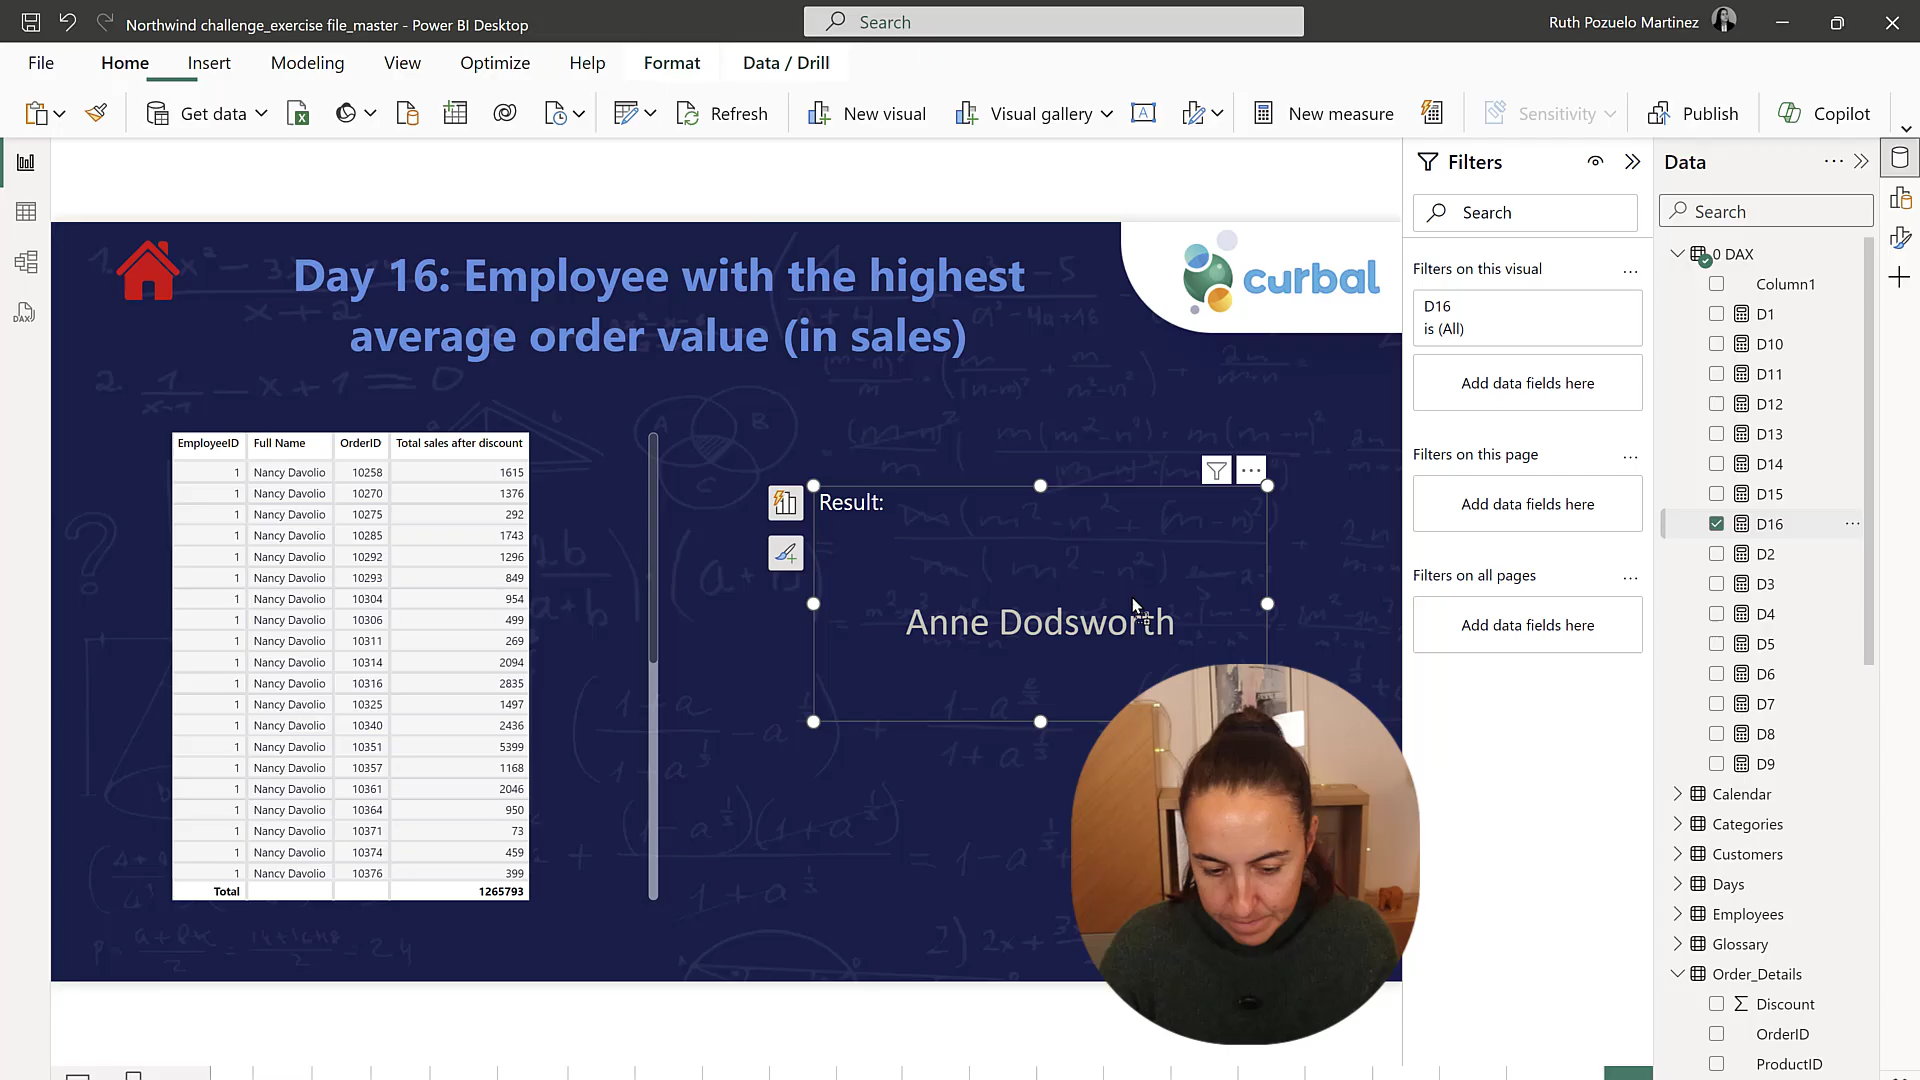 Northwind challenge_exercise file_master - Power BI Desktop
Search
Ruth Pozuelo Martinez
File
Home
Insert
Modeling
View
Optimize
Help
Format
Data / Drill
Get data
Refresh
New visual
Visual gallery
New measure
Sensitivity
Publish
Copilot
Day 16: Employee with the highest
average order value (in sales)
curbal
EmployeeID Full Name OrderID Total sales after discount
1 Nancy Davolio 10258 1615
1 Nancy Davolio 10270 1376
1 Nancy Davolio 10275 292
1 Nancy Davolio 10285 1743
1 Nancy Davolio 10292 1296
1 Nancy Davolio 10293 849
1 Nancy Davolio 10304 954
1 Nancy Davolio 10306 499
1 Nancy Davolio 10311 269
1 Nancy Davolio 10314 2094
1 Nancy Davolio 10316 2835
1 Nancy Davolio 10325 1497
1 Nancy Davolio 10340 2436
1 Nancy Davolio 10351 5399
1 Nancy Davolio 10357 1168
1 Nancy Davolio 10361 2046
1 Nancy Davolio 10364 950
1 Nancy Davolio 10371 73
1 Nancy Davolio 10374 459
1 Nancy Davolio 10376 399
Total 1265793
Result:
Anne Dodsworth
Filters
Search
Filters on this visual
D16
is (All)
Add data fields here
Filters on this page
Add data fields here
Filters on all pages
Add data fields here
Data
Search
0 DAX
Column1
D1
D10
D11
D12
D13
D14
D15
D16
D2
D3
D4
D5
D6
D7
D8
D9
Calendar
Categories
Customers
Days
Employees
Glossary
Order_Details
Discount
OrderID
ProductID